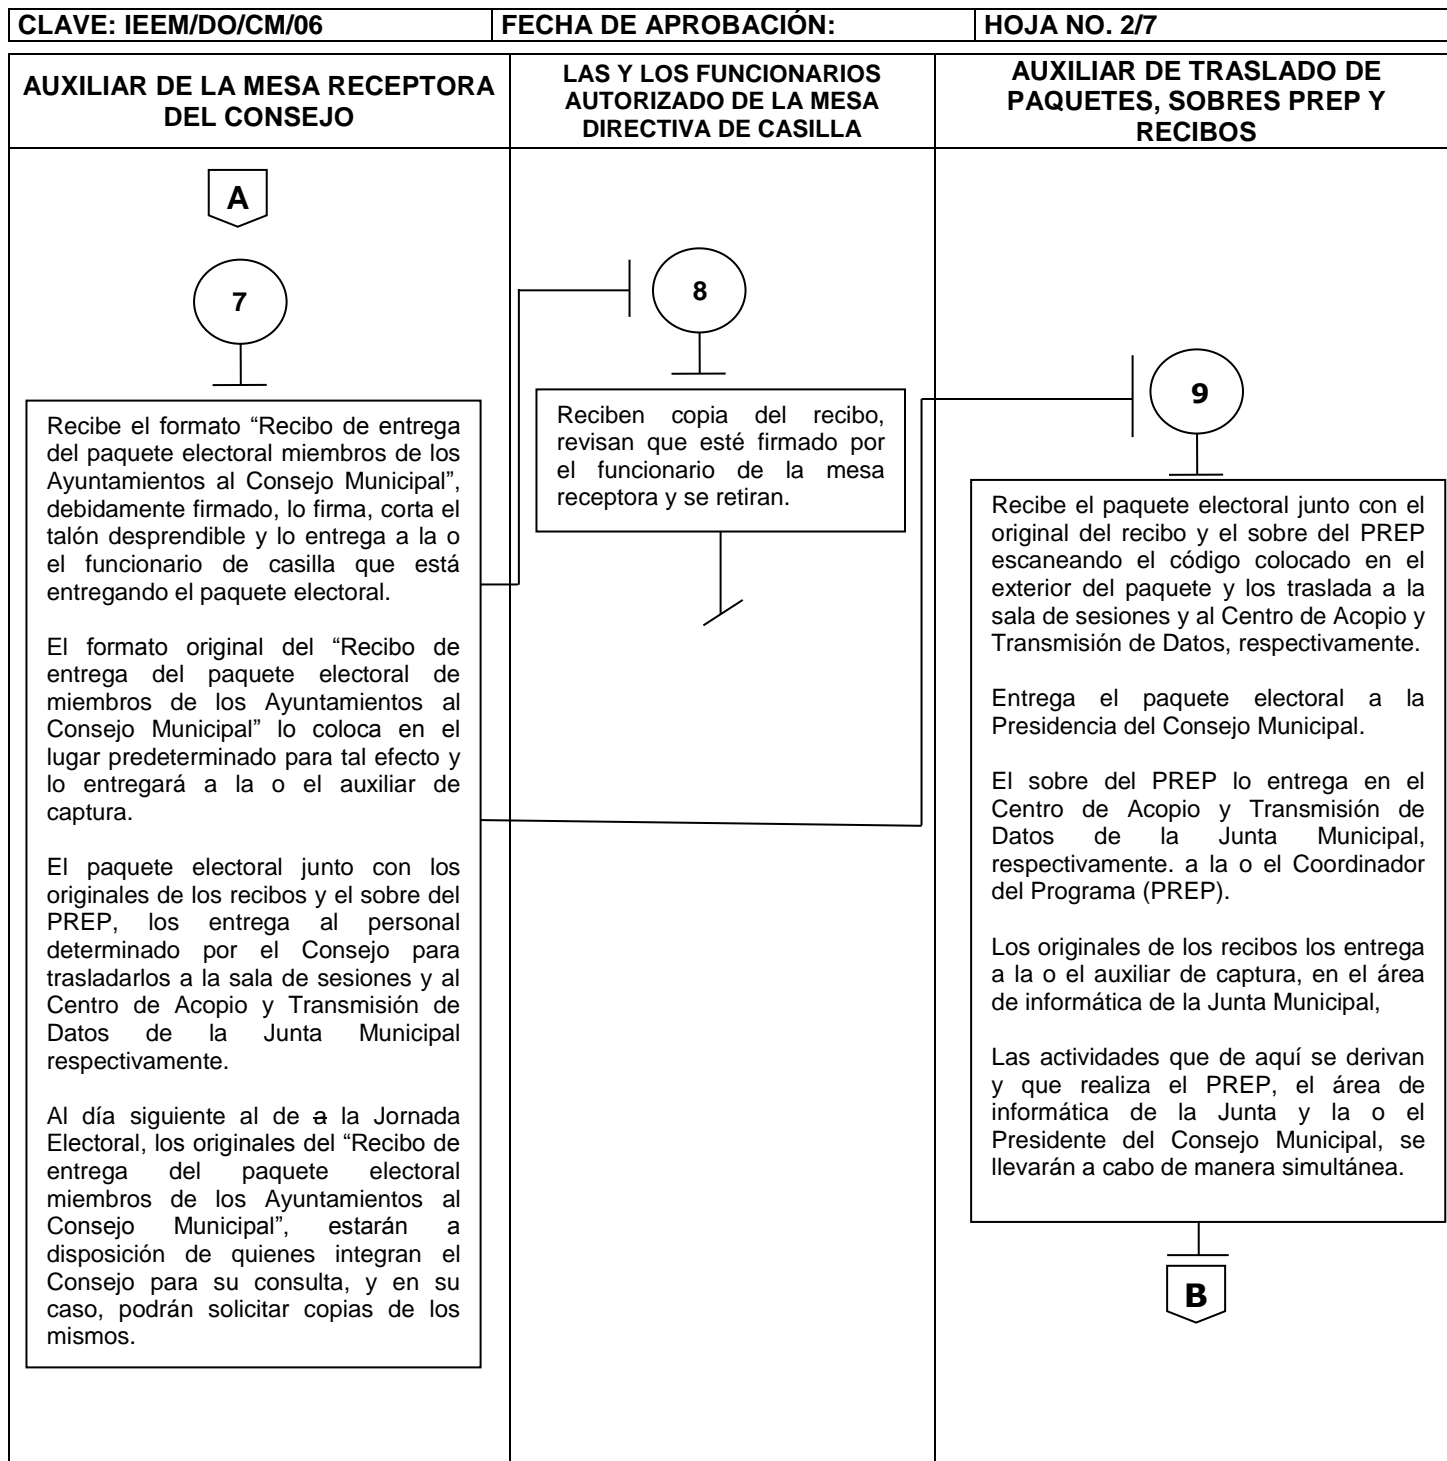 CLAVE: IEEM/DO/CM/06 FECHA DE APROBACIÓN: HOJA NO. 2/7
AUXILIAR DE LA MESA RECEPTORA
DEL CONSEJO
LAS Y LOS FUNCIONARIOS
AUTORIZADO DE LA MESA
DIRECTIVA DE CASILLA
AUXILIAR DE TRASLADO DE
PAQUETES, SOBRES PREP Y
RECIBOS
A
7
Recibe el formato “Recibo de entrega
del paquete electoral miembros de los
Ayuntamientos al Consejo Municipal”,
debidamente firmado, lo firma, corta el
talón desprendible y lo entrega a la o
el funcionario de casilla que está
entregando el paquete electoral.
El formato original del “Recibo de
entrega del paquete electoral de
miembros de los Ayuntamientos al
Consejo Municipal” lo coloca en el
lugar predeterminado para tal efecto y
lo entregará a la o el auxiliar de
captura.
El paquete electoral junto con los
originales de los recibos y el sobre del
PREP, los entrega al personal
determinado por el Consejo para
trasladarlos a la sala de sesiones y al
Centro de Acopio y Transmisión de
Datos de la Junta Municipal
respectivamente.
Al día siguiente al de a la Jornada
Electoral, los originales del “Recibo de
entrega del paquete electoral
miembros de los Ayuntamientos al
Consejo Municipal”, estarán a
disposición de quienes integran el
Consejo para su consulta, y en su
caso, podrán solicitar copias de los
mismos.
8
Reciben copia del recibo,
revisan que esté firmado por
el funcionario de la mesa
receptora y se retiran.
9
Recibe el paquete electoral junto con el
original del recibo y el sobre del PREP
escaneando el código colocado en el
exterior del paquete y los traslada a la
sala de sesiones y al Centro de Acopio y
Transmisión de Datos, respectivamente.
Entrega el paquete electoral a la
Presidencia del Consejo Municipal.
El sobre del PREP lo entrega en el
Centro de Acopio y Transmisión de
Datos de la Junta Municipal,
respectivamente. a la o el Coordinador
del Programa (PREP).
Los originales de los recibos los entrega
a la o el auxiliar de captura, en el área
de informática de la Junta Municipal,
Las actividades que de aquí se derivan
y que realiza el PREP, el área de
informática de la Junta y la o el
Presidente del Consejo Municipal, se
llevarán a cabo de manera simultánea.
B